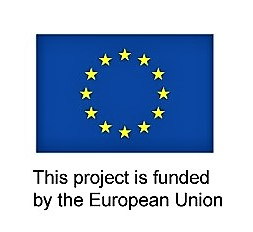 This project is funded
by the European Union